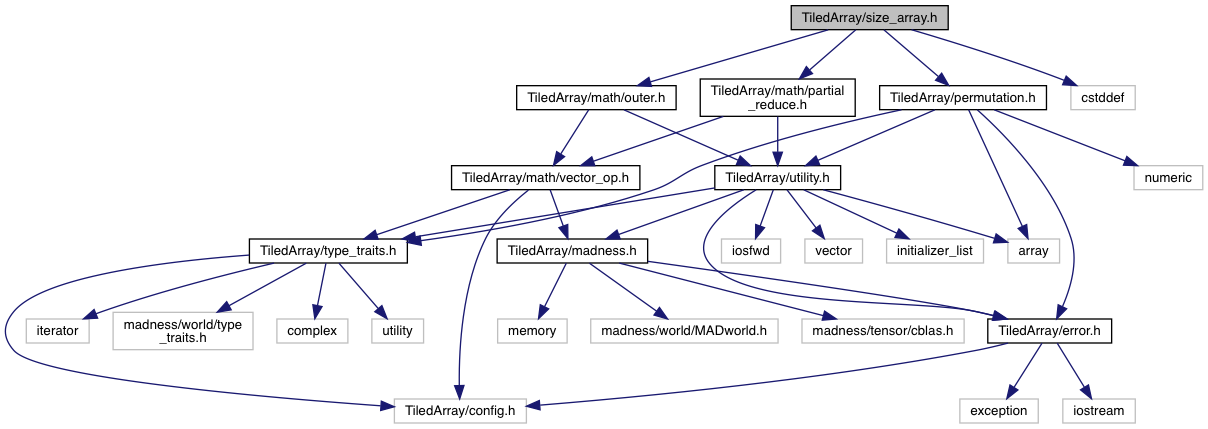 TiledArray/size_array.h
TiledArray/math/outer.h
TiledArray/math/partial
_reduce.h
TiledArray/permutation.h
cstddef
TiledArray/math/vector_op.h
TiledArray/utility.h
numeric
TiledArray/type_traits.h
TiledArray/madness.h
iosfwd
vector
initializer_list
array
iterator
madness/world/type
_traits.h
complex
utility
memory
madness/world/MADworld.h
madness/tensor/cblas.h
TiledArray/error.h
TiledArray/config.h
exception
iostream